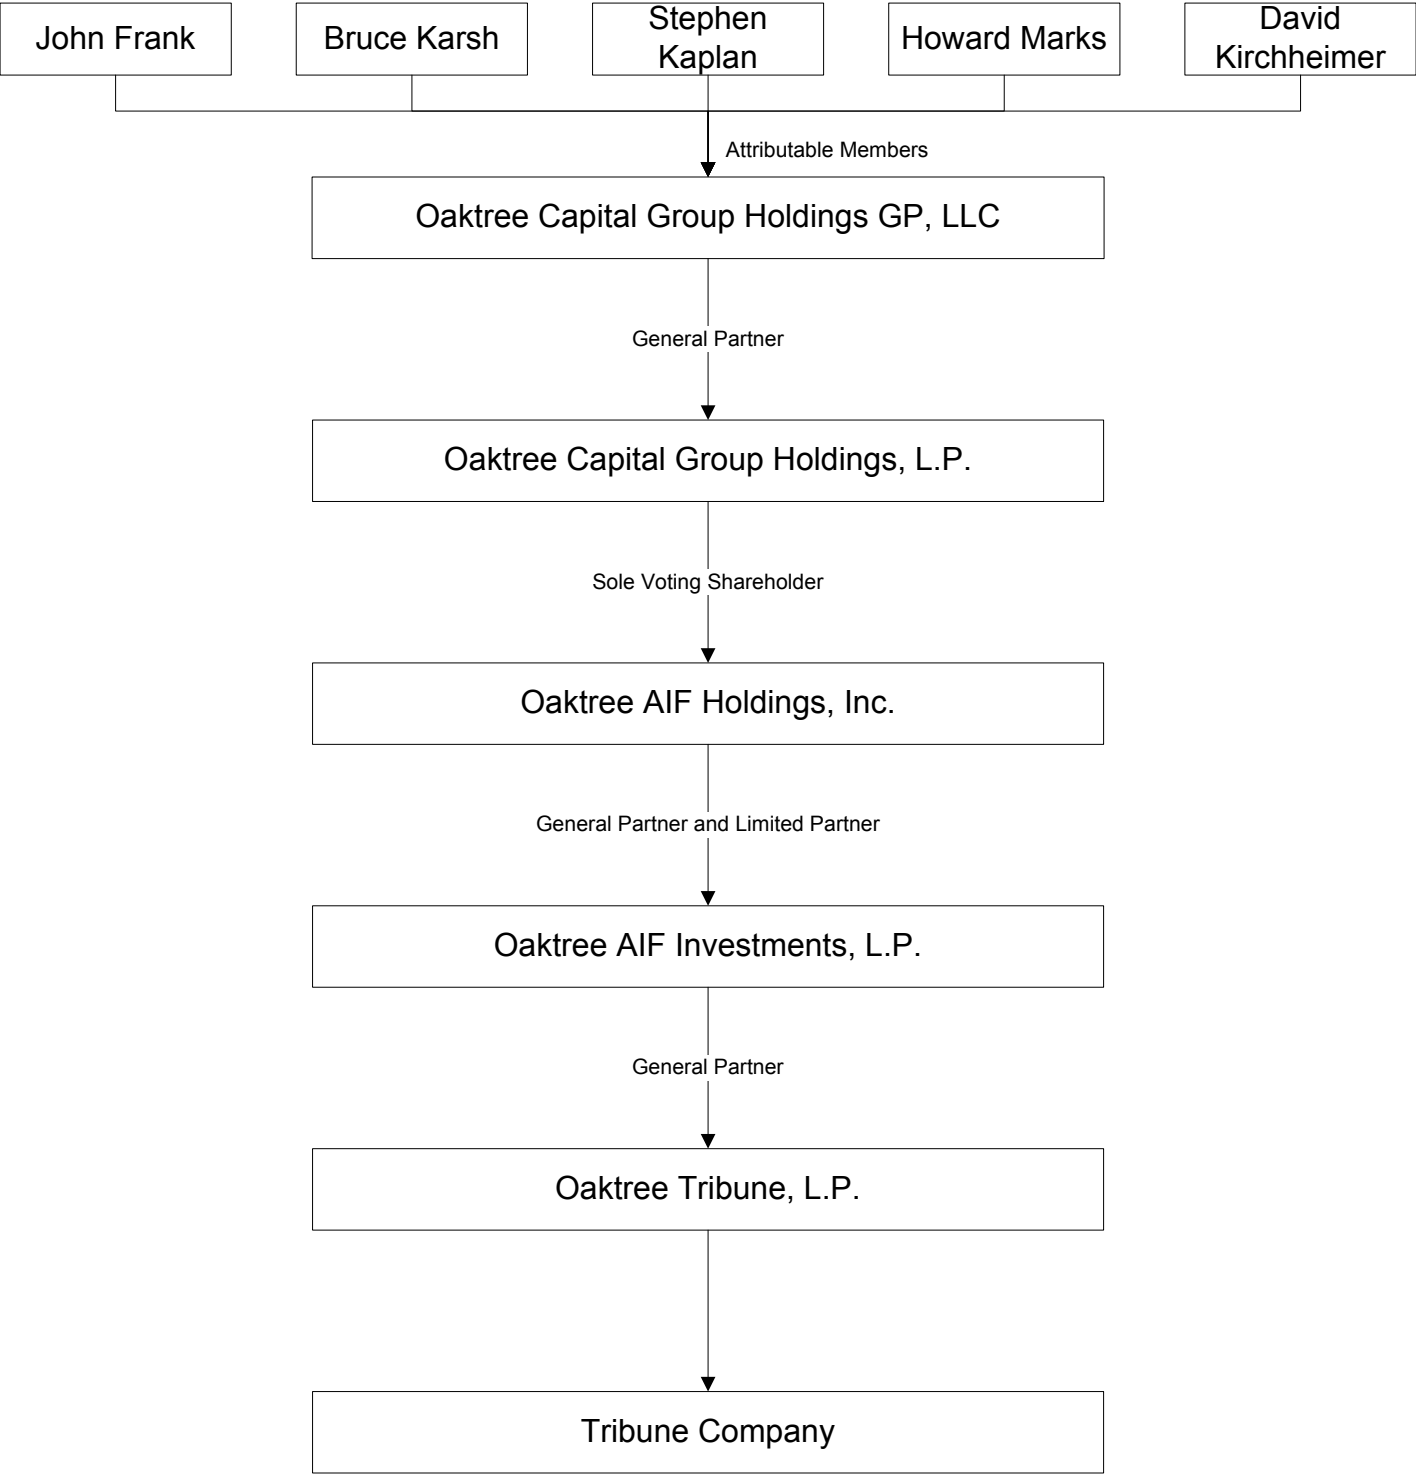 John Frank
Bruce Karsh
Stephen
Kaplan
Howard Marks
David
Kirchheimer
Attributable Members
Oaktree Capital Group Holdings GP, LLC
General Partner
Oaktree Capital Group Holdings, L.P.
Sole Voting Shareholder
Oaktree AIF Holdings, Inc.
General Partner and Limited Partner
Oaktree AIF Investments, L.P.
General Partner
Oaktree Tribune, L.P.
Tribune Company